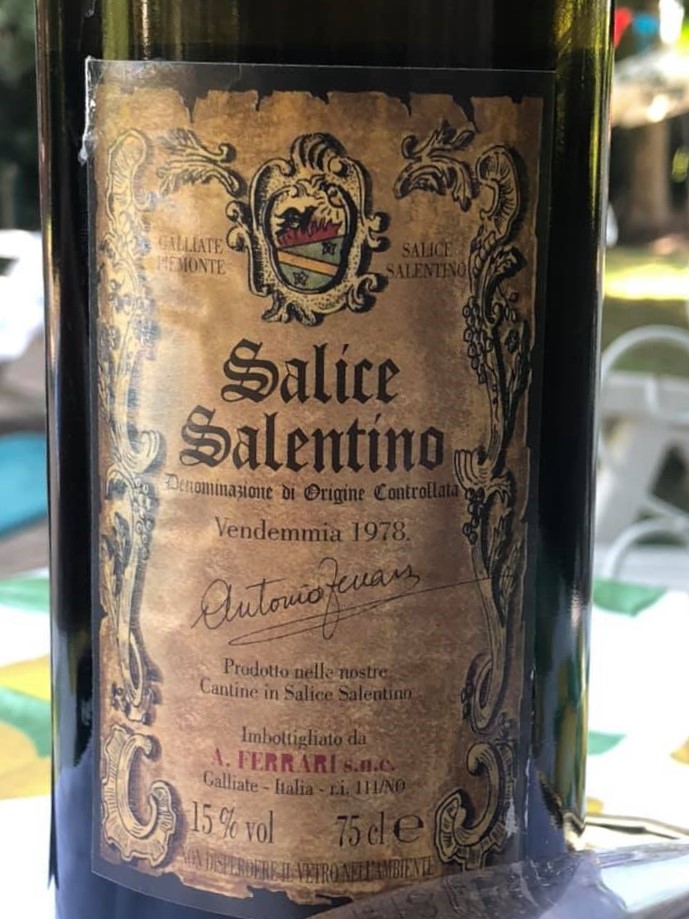 GALLIATE
PIEMONTE
SALICE
SALENTINO
Salice
Salentino
Denominazione di Origine Controllata
Vendemmia 1978.
Antonio Ferrari
Prodotto nelle nostre
Cantine in Salice Salentino
Imbottigliato da
A. FERRARI s.n.c.
Galliate - Italia - r.i. 111/NO
15% vol 75 cl e
NON DISPERDERE IL VETRO NELL'AMBIENTE